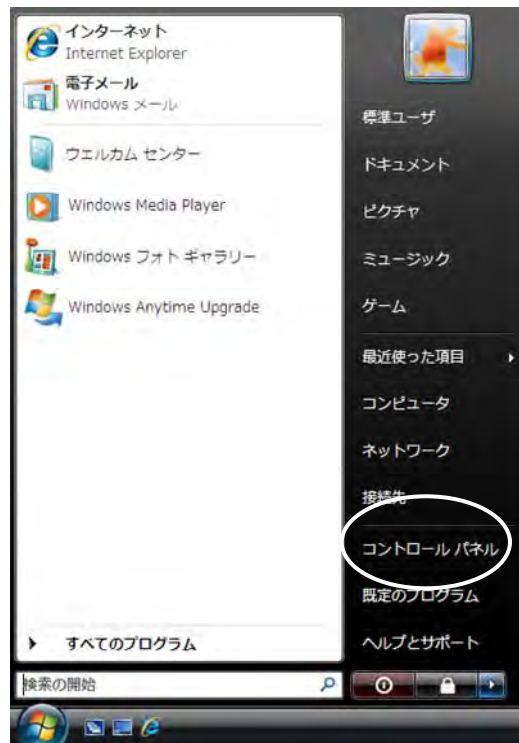 インターネット
Internet Explorer
電子メール
Windows メール
ウェルカム センター
Windows Media Player
Windows フォト ギャラリー
Windows Anytime Upgrade
すべてのプログラム
検索の開始
標準ユーザ
ドキュメント
ピクチャ
ミュージック
ゲーム
最近使った項目
コンピュータ
ネットワーク
接続先
コントロール パネル
既定のプログラム
ヘルプとサポート